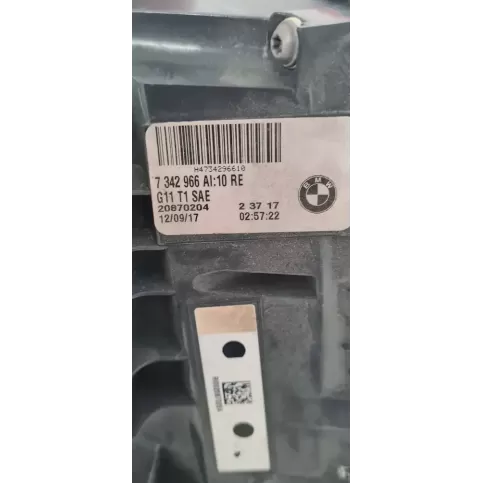 H4734296610
7 342 966 AI:10 RE
G11 T1 SAE
20870204 2 37 17
12/09/17 02:57:22
BMW